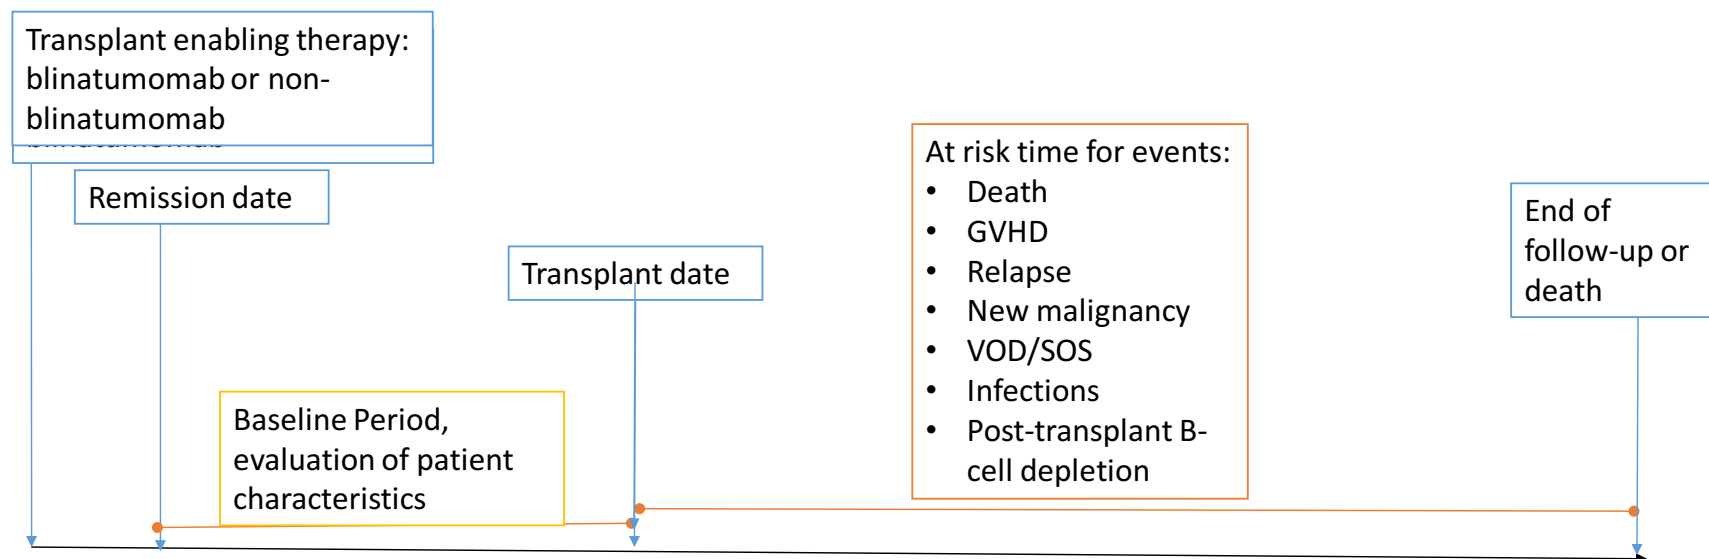 Transplant enabling therapy:
blinatumomab or non-
blinatumomab
Remission date
Transplant date
Baseline Period,
evaluation of patient
characteristics
At risk time for events:
• Death
• GVHD
• Relapse
• New malignancy
• VOD/SOS
• Infections
• Post-transplant B-
cell depletion
End of
follow-up or
death